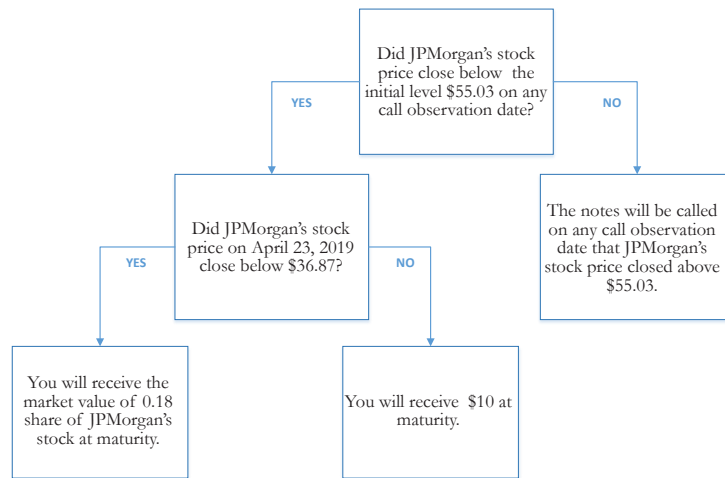 Did JPMorgan's stock
price close below the
initial level $55.03 on any
call observation date?
YES
NO
Did JPMorgan's stock
price on April 23, 2019
close below $36.87?
The notes will be called
on any call observation
date that JPMorgan's
stock price closed above
$55.03.
YES
NO
You will receive the
market value of 0.18
share of JPMorgan's
stock at maturity.
You will receive $10 at
maturity.